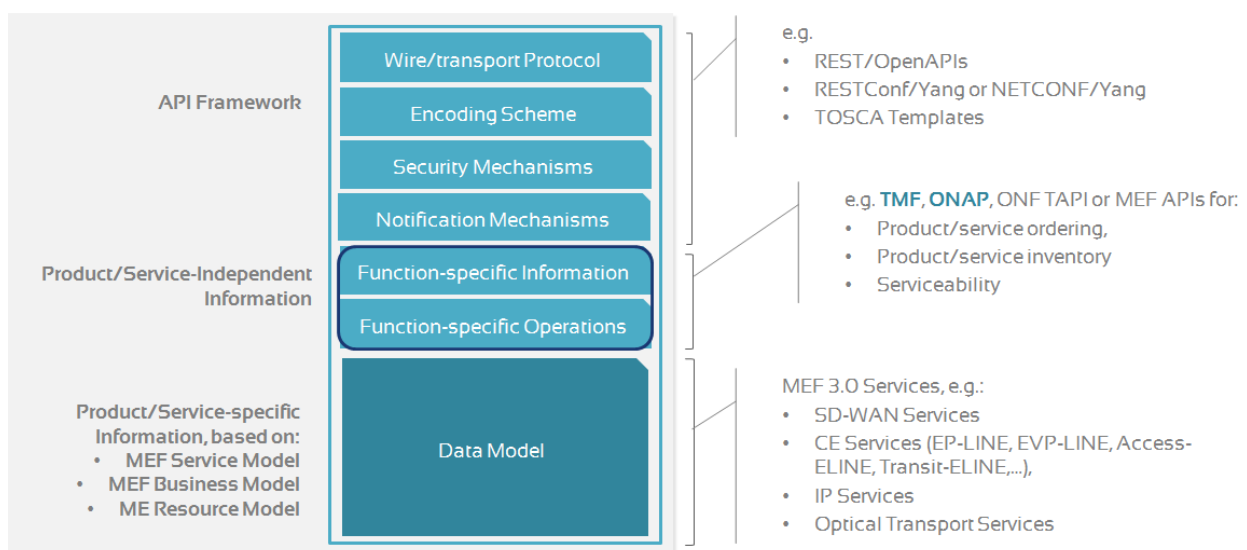 API Framework
Wire/transport Protocol
Encoding Scheme
Security Mechanisms
Notification Mechanisms
e.g.
• REST/OpenAPIs
• RESTConf/Yang or NETCONF/Yang
• TOSCA Templates
Product/Service-Independent
Information
Function-specific Information
Function-specific Operations
e.g. TMF, ONAP, ONF TAPI or MEF APIs for:
• Product/service ordering,
• Product/service inventory
• Serviceability
Product/Service-specific
Information, based on:
• MEF Service Model
• MEF Business Model
• ME Resource Model
Data Model
MEF 3.0 Services, e.g.:
• SD-WAN Services
• CE Services (EP-LINE, EVP-LINE, Access-
ELINE, Transit-ELINE,...),
• IP Services
• Optical Transport Services